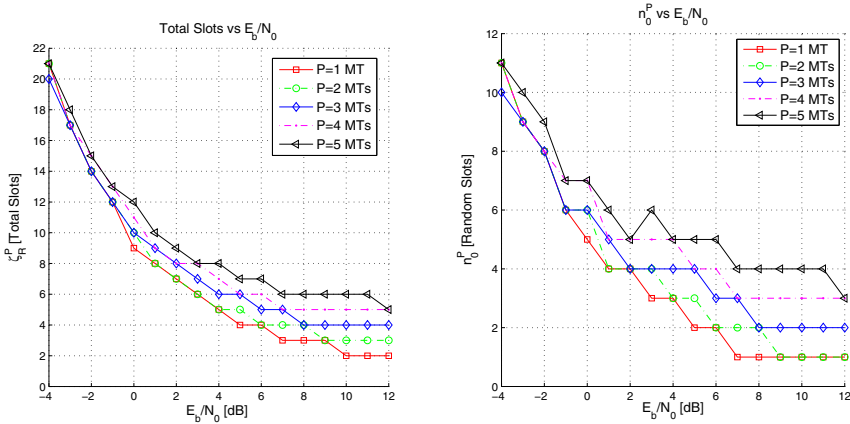 Total Slots vs E_b/N_0
22
20
18
16
14
12
10
8
6
4
2
0
−4 −2 0 2 4 6 8 10 12
ζ_R^P [Total Slots]
E_b/N_0 [dB]
P=1 MT
P=2 MTs
P=3 MTs
P=4 MTs
P=5 MTs
n_0^P vs E_b/N_0
12
10
8
6
4
2
0
−4 −2 0 2 4 6 8 10 12
n_0^P [Random Slots]
E_b/N_0 [dB]
P=1 MT
P=2 MTs
P=3 MTs
P=4 MTs
P=5 MTs